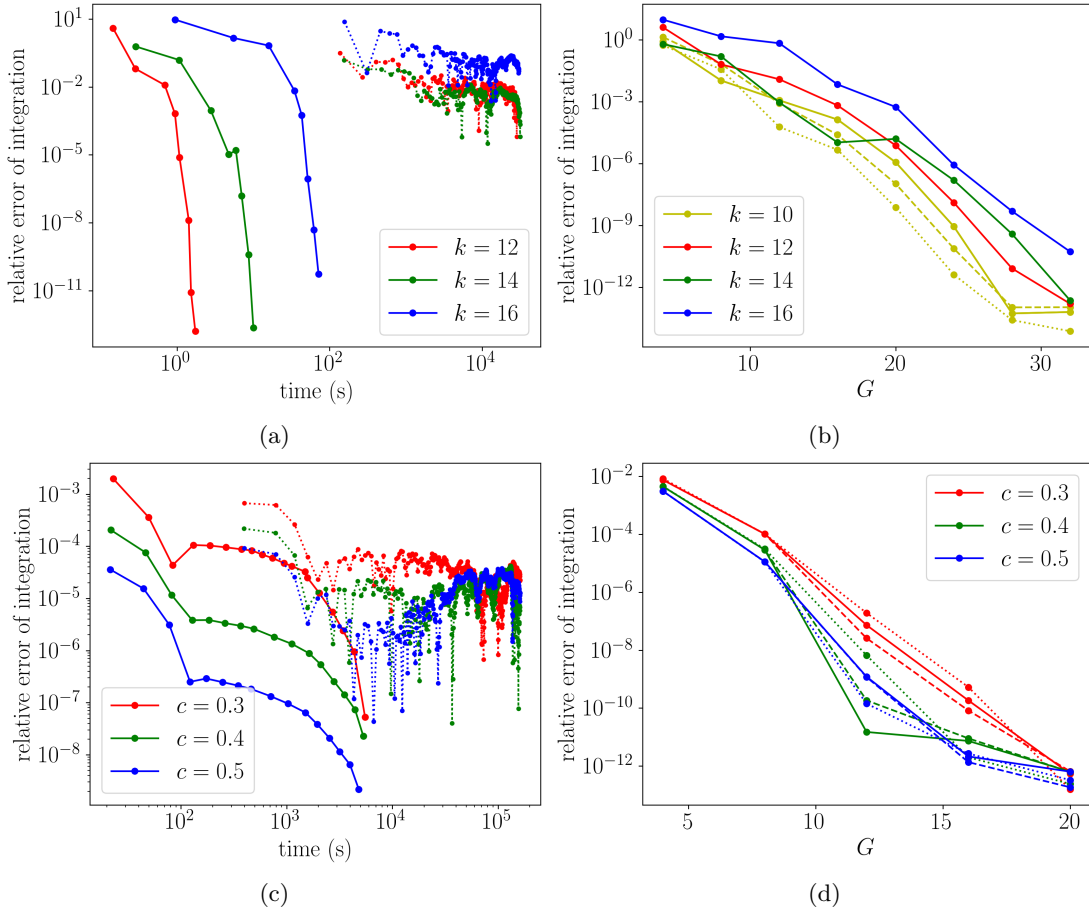 relative error of integration
10^1
10^-2
10^-5
10^-8
10^-11
10^0
10^2
10^4
time (s)
k = 12
k = 14
k = 16
(a)
relative error of integration
10^0
10^-3
10^-6
10^-9
10^-12
10
20
30
G
k = 10
k = 12
k = 14
k = 16
(b)
relative error of integration
10^-3
10^-4
10^-5
10^-6
10^-7
10^-8
10^2
10^3
10^4
10^5
time (s)
c = 0.3
c = 0.4
c = 0.5
(c)
relative error of integration
10^-2
10^-4
10^-6
10^-8
10^-10
10^-12
5
10
15
20
G
c = 0.3
c = 0.4
c = 0.5
(d)